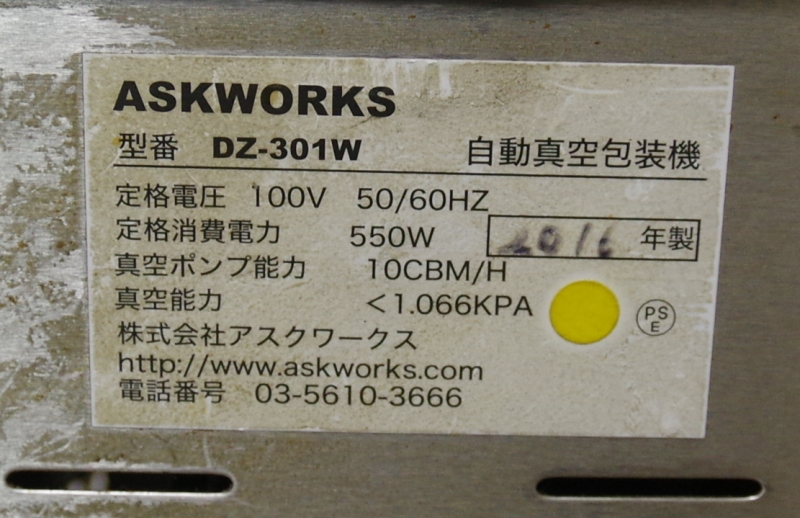 ASKWORKS
型番 DZ-301W 自動真空包装機
定格電圧 100V 50/60HZ
定格消費電力 550W 2016 年製
真空ポンプ能力 10CBM/H
真空能力 <1.066KPA
PS
E
株式会社アスクワークス
http://www.askworks.com
電話番号 03-5610-3666